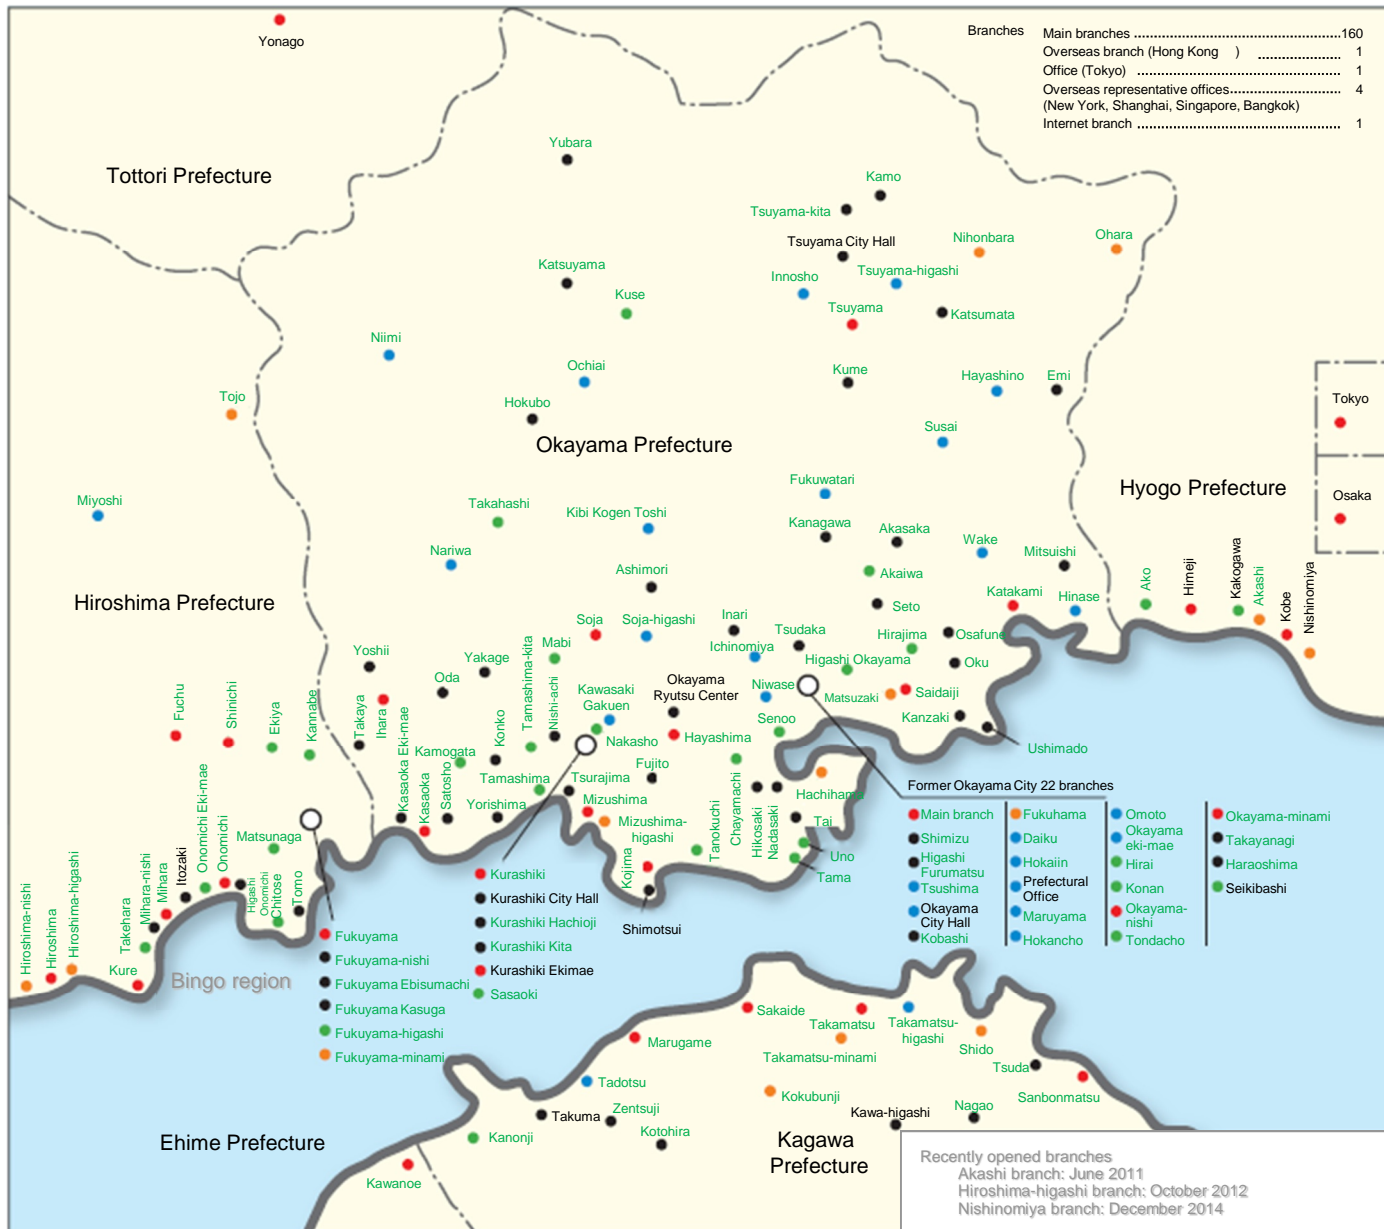 Yonago
Branches
Main branches ........................................................160
Overseas branch (Hong Kong ) ........................ 1
Office (Tokyo) ........................................................ 1
Overseas representative offices..................................... 4
(New York, Shanghai, Singapore, Bangkok)
Internet branch ........................................................ 1
Tottori Prefecture
Yubara
Kamo
Tsuyama-kita
Tsuyama City Hall
Nihonbara
Ohara
Katsuyama
Innosho
Tsuyama-higashi
Kuse
Tsuyama
Katsumata
Niimi
Ochiai
Kume
Hayashino
Emi
Tojo
Hokubo
Tokyo
Okayama Prefecture
Susai
Miyoshi
Takahashi
Kibi Kogen Toshi
Fukuwatari
Hyogo Prefecture
Osaka
Kanagawa
Akasaka
Nariwa
Wake
Mitsuishi
Ashimori
Akaiwa
Hiroshima Prefecture
Seto
Katakami
Hinase
Ako
Himeji
Kakogawa
Akashi
Kobe
Nishinomiya
Soja
Soja-higashi
Inari
Ichinomiya
Tsudaka
Hirajima
Osafune
Mabi
Higashi Okayama
Oku
Yoshii
Yakage
Oda
Tamashima-kita
Nishi-achi
Okayama
Ryutsu Center
Niwase
Matsuzaki
Saidaiji
Kanzaki
Kawasaki
Gakuen
Fuchu
Shinichi
Ekiya
Kannabe
Takaya
Ihara
Kasaoka Eki-mae
Kamogata
Konko
Nakasho
Hayashima
Senoo
Ushimado
Kasaoka
Satosho
Tamashima
Tsurajima
Fujito
Chayamachi
Hachihama
Former Okayama City 22 branches
Yorishima
Mizushima
Mizushima-
higashi
Tanokuchi
Hikosaki
Nadasaki
Tai
Uno
Tama
Kojima
Shimotsui
Matsunaga
Onomichi Eki-mae
Onomichi
Higashi
Onomichi
Chitose
Tomo
Itozaki
Mihara
Mihara-nishi
Takehara
Kure
Hiroshima-nishi
Hiroshima
Hiroshima-higashi
Bingo region
Fukuyama
Fukuyama-nishi
Fukuyama Ebisumachi
Fukuyama Kasuga
Fukuyama-higashi
Fukuyama-minami
Kurashiki
Kurashiki City Hall
Kurashiki Hachioji
Kurashiki Kita
Kurashiki Ekimae
Sasaoki
Main branch
Shimizu
Higashi
Furumatsu
Tsushima
Okayama
City Hall
Kobashi
Fukuhama
Daiku
Hokaiin
Prefectural
Office
Maruyama
Hokancho
Omoto
Okayama
eki-mae
Hirai
Konan
Okayama-
nishi
Tondacho
Okayama-minami
Takayanagi
Haraoshima
Seikibashi
Sakaide
Takamatsu
Takamatsu-
higashi
Marugame
Takamatsu-minami
Shido
Tsuda
Tadotsu
Kokubunji
Sanbonmatsu
Takuma
Zentsuji
Kawa-higashi
Nagao
Kanonji
Kotohira
Ehime Prefecture
Kagawa
Prefecture
Kawanoe
Recently opened branches
Akashi branch: June 2011
Hiroshima-higashi branch: October 2012
Nishinomiya branch: December 2014